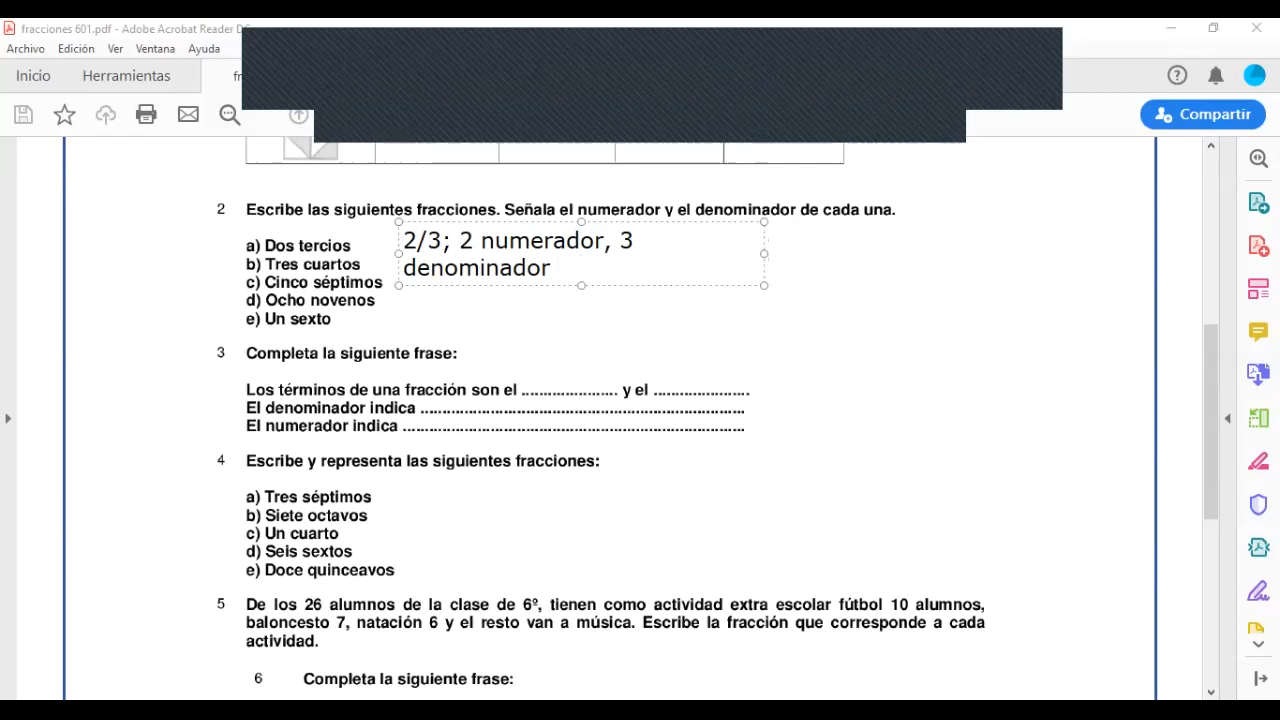 fracciones 601.pdf - Adobe Acrobat Reader D
Archivo Edición Ver Ventana Ayuda
Inicio Herramientas fr
Compartir
2 Escribe las siguientes fracciones. Señala el numerador y el denominador de cada una.
2/3; 2 numerador, 3
denominador
a) Dos tercios
b) Tres cuartos
c) Cinco séptimos
d) Ocho novenos
e) Un sexto
3 Completa la siguiente frase:
Los términos de una fracción son el ...................... y el ......................
El denominador indica .........................................................................
El numerador indica .............................................................................
4 Escribe y representa las siguientes fracciones:
a) Tres séptimos
b) Siete octavos
c) Un cuarto
d) Seis sextos
e) Doce quinceavos
5 De los 26 alumnos de la clase de 6º, tienen como actividad extra escolar fútbol 10 alumnos,
baloncesto 7, natación 6 y el resto van a música. Escribe la fracción que corresponde a cada
actividad.
6 Completa la siguiente frase: